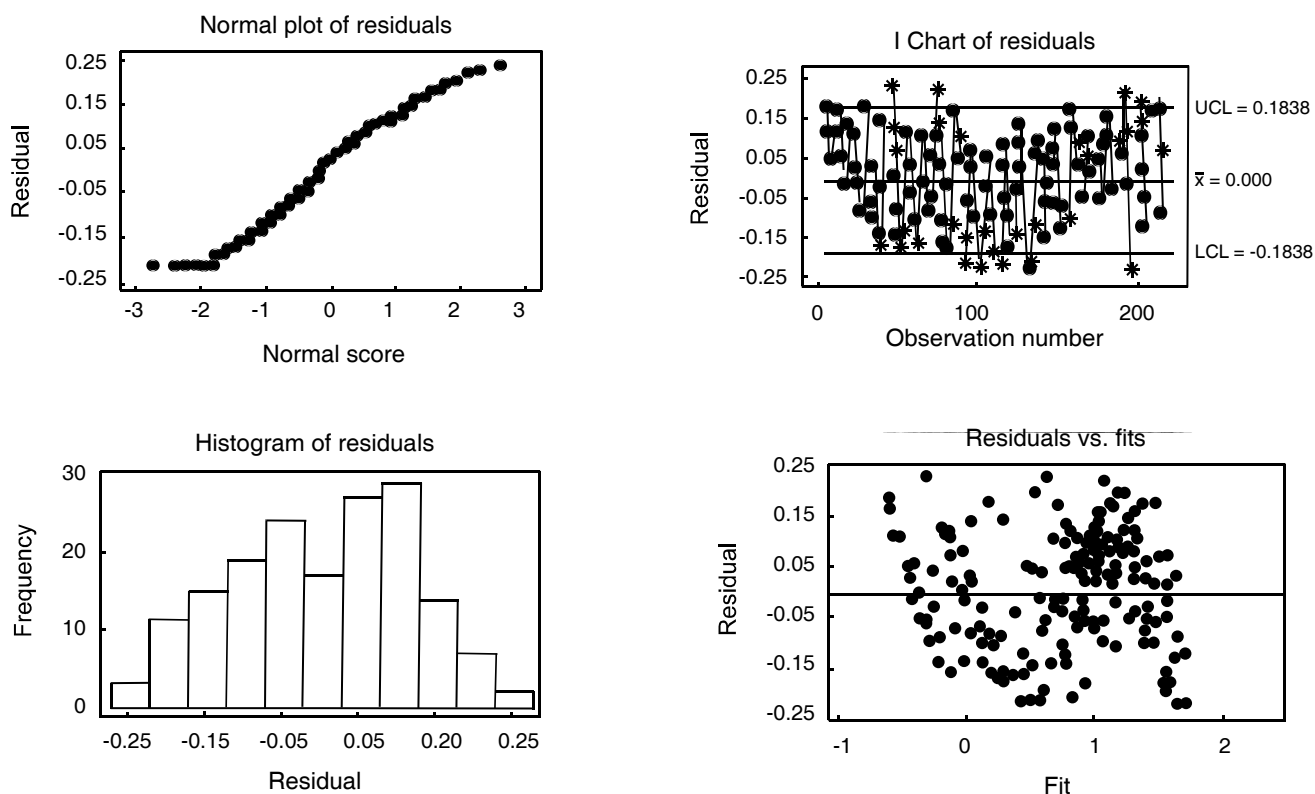 Normal plot of residuals
0.25
0.15
0.05
-0.05
-0.15
-0.25
Residual
-3 -2 -1 0 1 2 3
Normal score
I Chart of residuals
0.25
0.15
0.05
-0.05
-0.15
-0.25
Residual
UCL = 0.1838
x̄ = 0.000
LCL = -0.1838
0 100 200
Observation number
Histogram of residuals
30
20
10
0
Frequency
-0.25 -0.15 -0.05 0.05 0.20 0.25
Residual
Residuals vs. fits
0.25
0.15
0.05
-0.05
-0.15
-0.25
Residual
-1 0 1 2
Fit